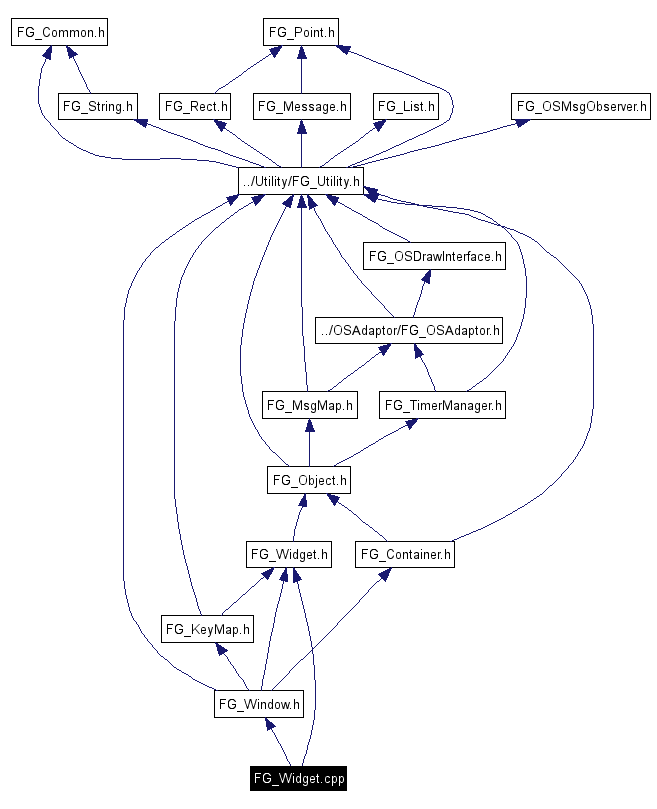 FG_Common.h
FG_Point.h
FG_String.h
FG_Rect.h
FG_Message.h
FG_List.h
FG_OSMsgObserver.h
../Utility/FG_Utility.h
FG_OSDrawInterface.h
../OSAdaptor/FG_OSAdaptor.h
FG_MsgMap.h
FG_TimerManager.h
FG_Object.h
FG_Widget.h
FG_Container.h
FG_KeyMap.h
FG_Window.h
FG_Widget.cpp